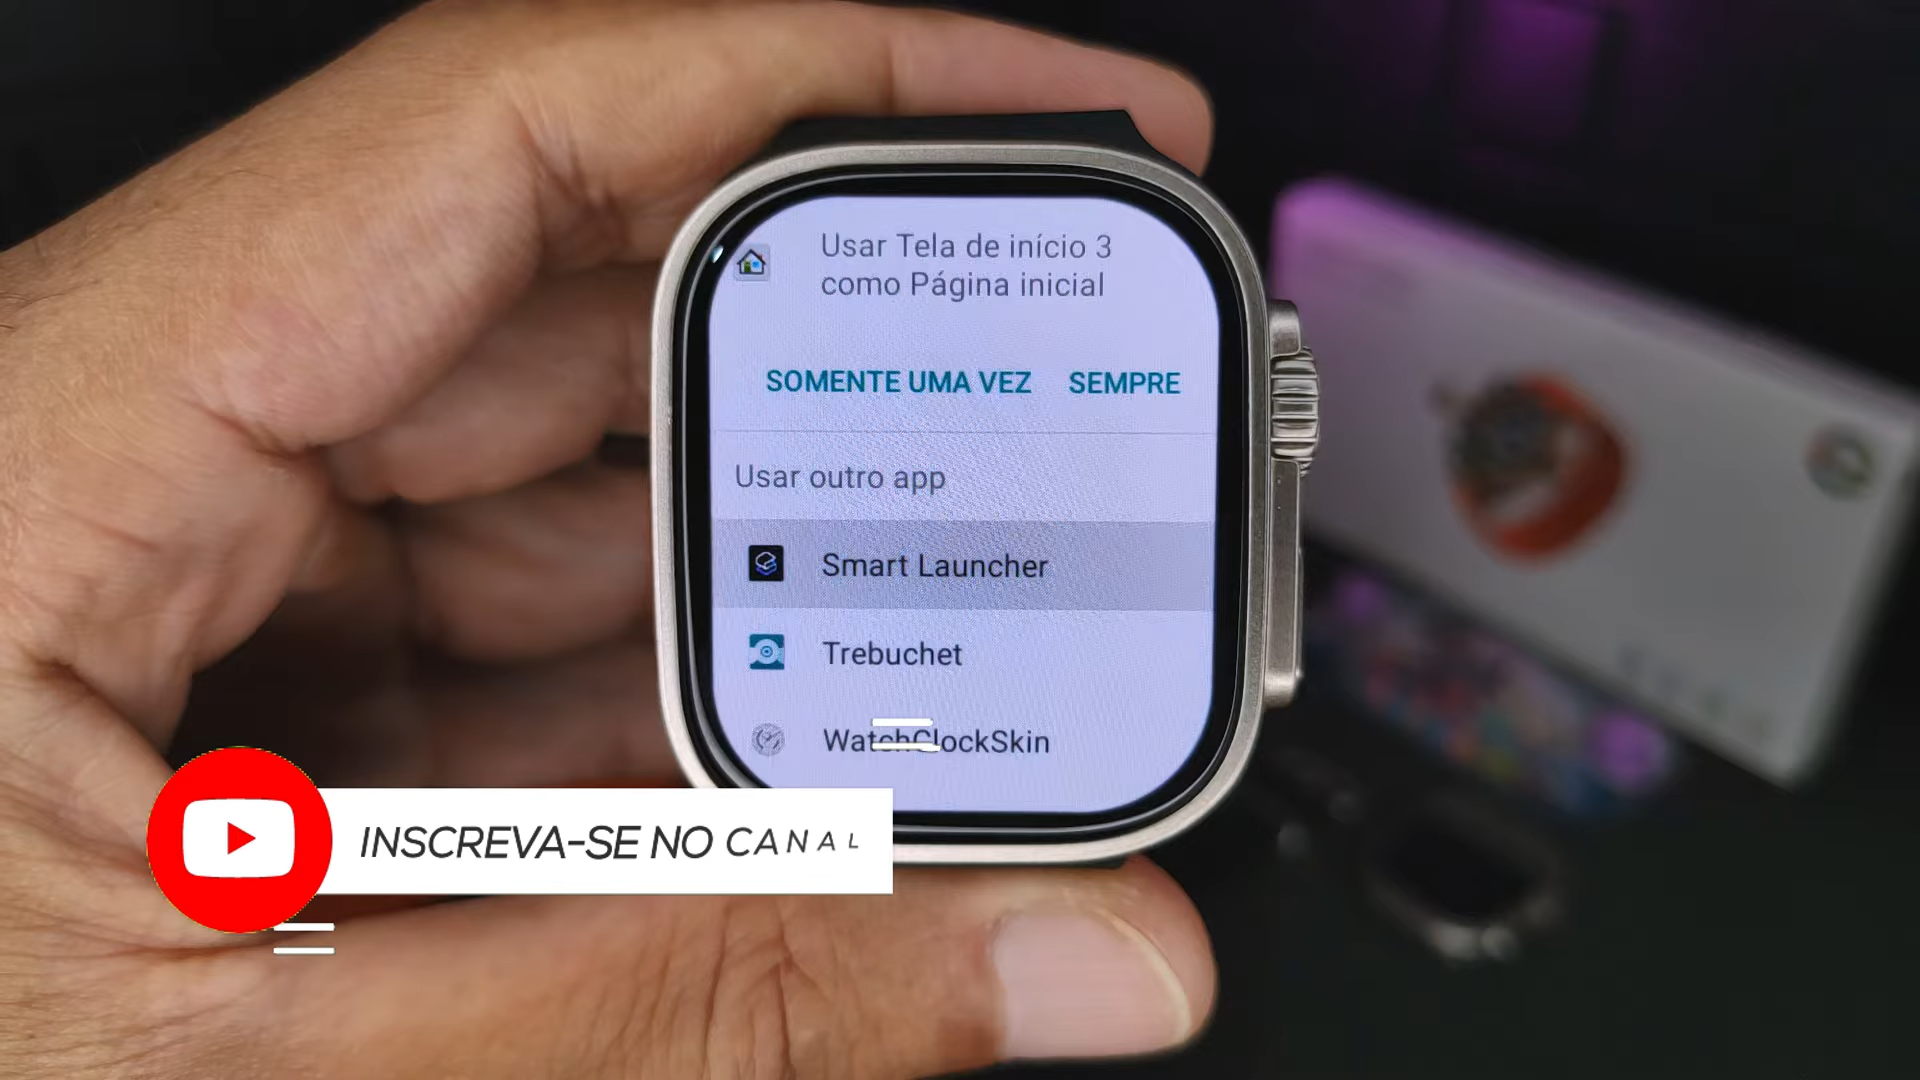 Usar Tela de início 3
como Página inicial
SOMENTE UMA VEZ SEMPRE
Usar outro app
Smart Launcher
Trebuchet
WatchClockSkin
INSCREVA-SE NO CANAL